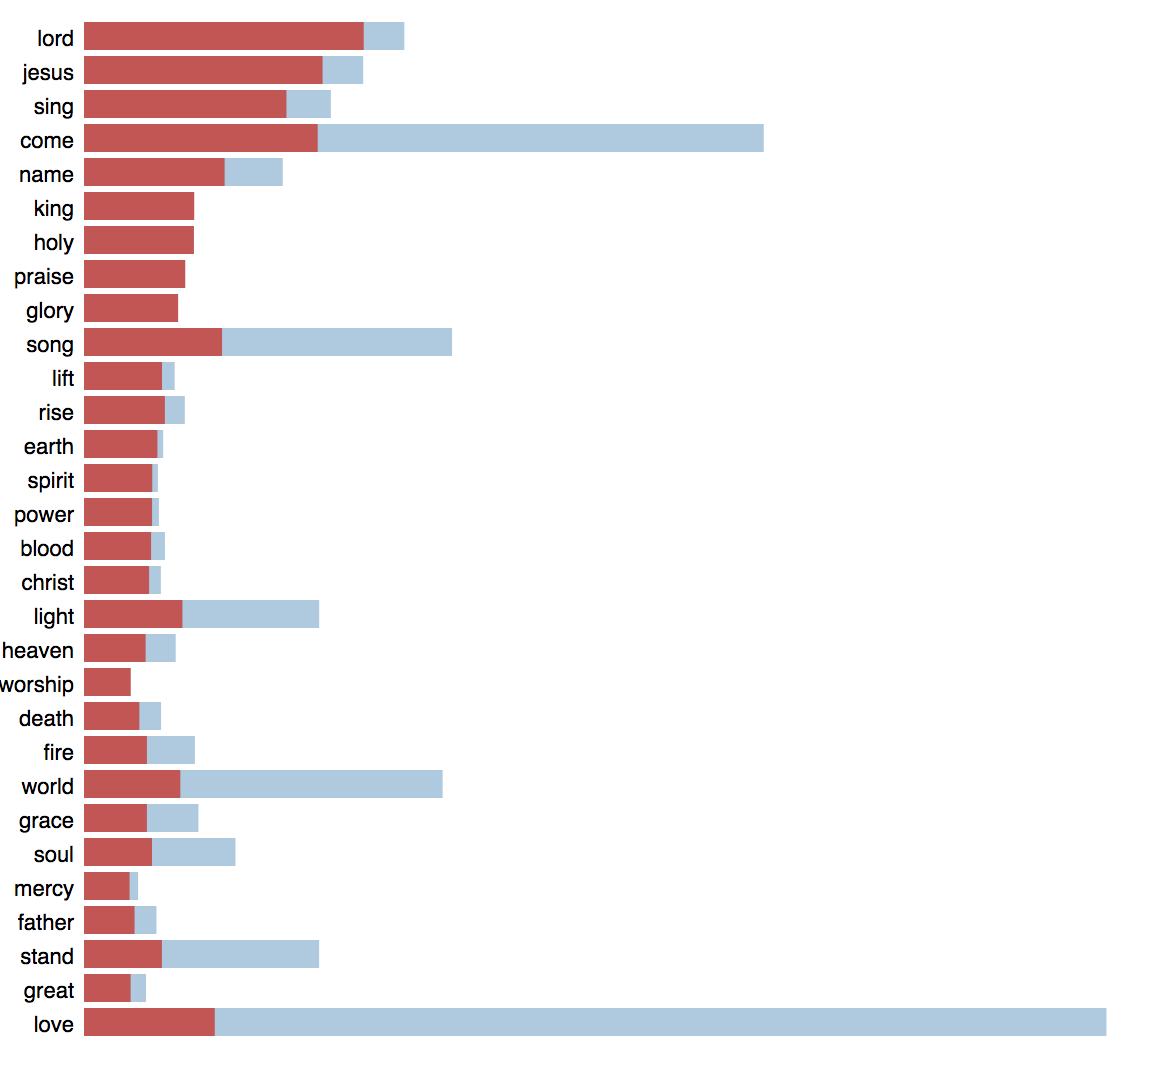 lord
jesus
sing
come
name
king
holy
praise
glory
song
lift
rise
earth
spirit
power
blood
christ
light
heaven
worship
death
fire
world
grace
soul
mercy
father
stand
great
love